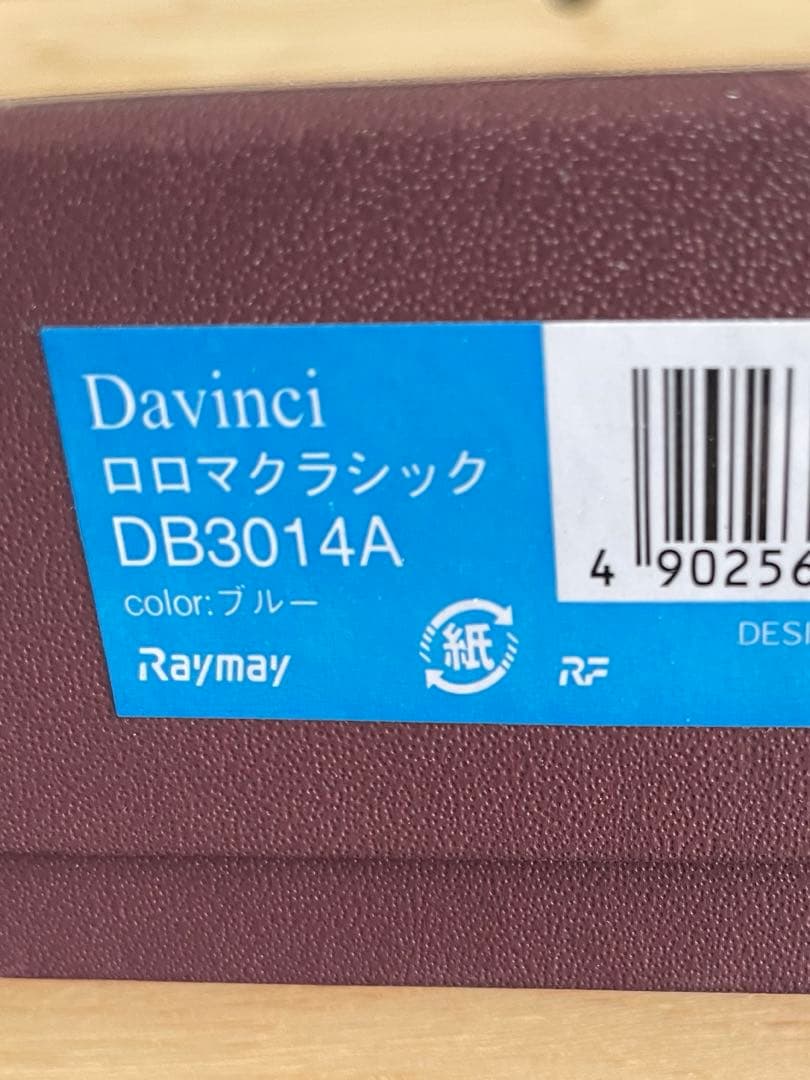 Davinci
ロロマクラシック
DB3014A
color:ブルー
Raymay
紙
RF
4 90256
DESI